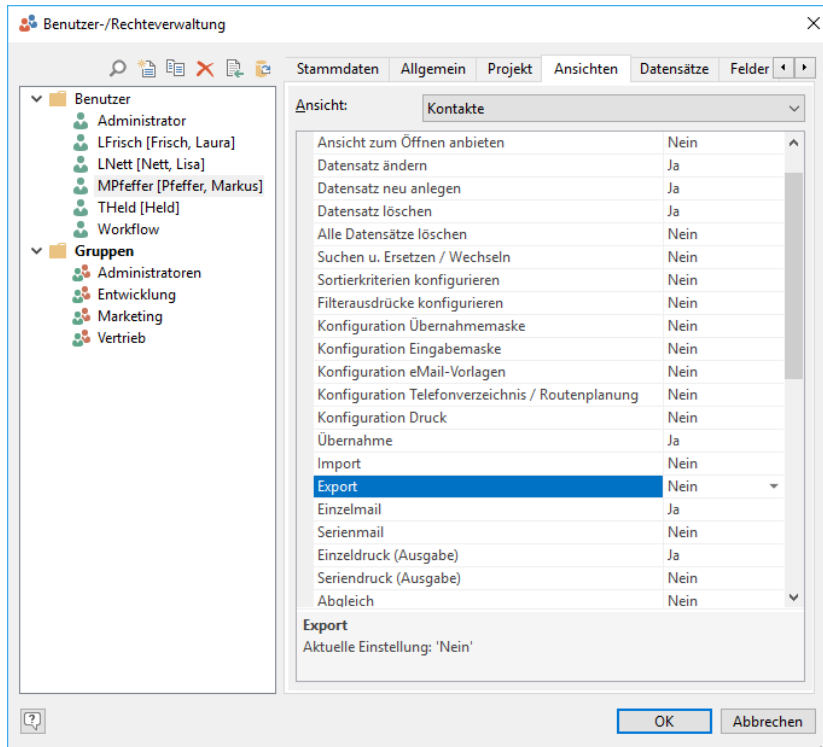 Benutzer-/Rechteverwaltung
Stammdaten Allgemein Projekt Ansichten Datensätze Felder
Benutzer
Administrator
LFrisch [Frisch, Laura]
LNett [Nett, Lisa]
MPfeffer [Pfeffer, Markus]
THeld [Held]
Workflow
Gruppen
Administratoren
Entwicklung
Marketing
Vertrieb
Ansicht: Kontakte
Ansicht zum Öffnen anbieten Nein
Datensatz ändern Ja
Datensatz neu anlegen Ja
Datensatz löschen Ja
Alle Datensätze löschen Nein
Suchen u. Ersetzen / Wechseln Nein
Sortierkriterien konfigurieren Nein
Filterausdrücke konfigurieren Nein
Konfiguration Übernahmemaske Nein
Konfiguration Eingabemaske Nein
Konfiguration eMail-Vorlagen Nein
Konfiguration Telefonverzeichnis / Routenplanung Nein
Konfiguration Druck Nein
Übernahme Ja
Import Nein
Export Nein
Einzelmail Ja
Serienmail Nein
Einzeldruck (Ausgabe) Ja
Seriendruck (Ausgabe) Nein
Abgleich Nein
Export
Aktuelle Einstellung: 'Nein'
OK Abbrechen